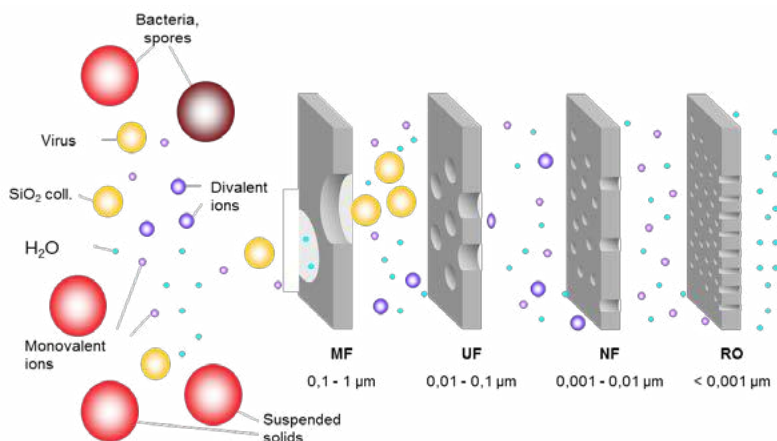 Bacteria,
spores
Virus
SiO₂ coll.
Divalent
ions
H₂O
Monovalent
ions
Suspended
solids
MF
UF
NF
RO
0,1 - 1 µm
0,01 - 0,1 µm
0,001 - 0,01 µm
< 0,001 µm